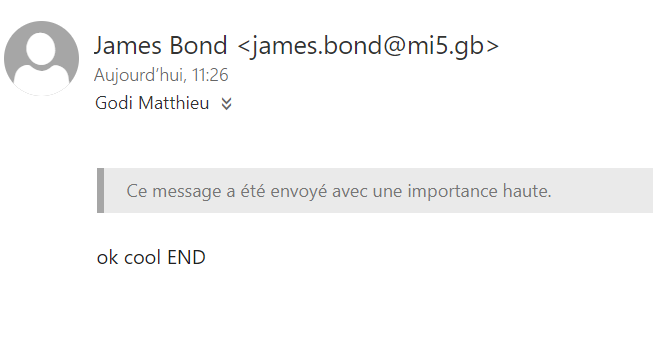 James Bond <james.bond@mi5.gb>
Aujourd'hui, 11:26
Godi Matthieu
Ce message a été envoyé avec une importance haute.
ok cool END